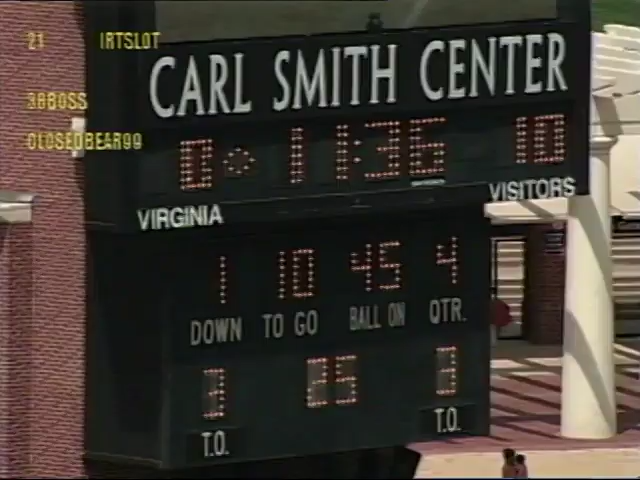 21 IRTSLOT
CARL SMITH CENTER
38BOSS
CLOSEDBEAR99
0 11:36 10
VIRGINIA VISITORS
1 10 45 4
DOWN TO GO BALL ON QTR.
3 25 3
T.O. T.O.